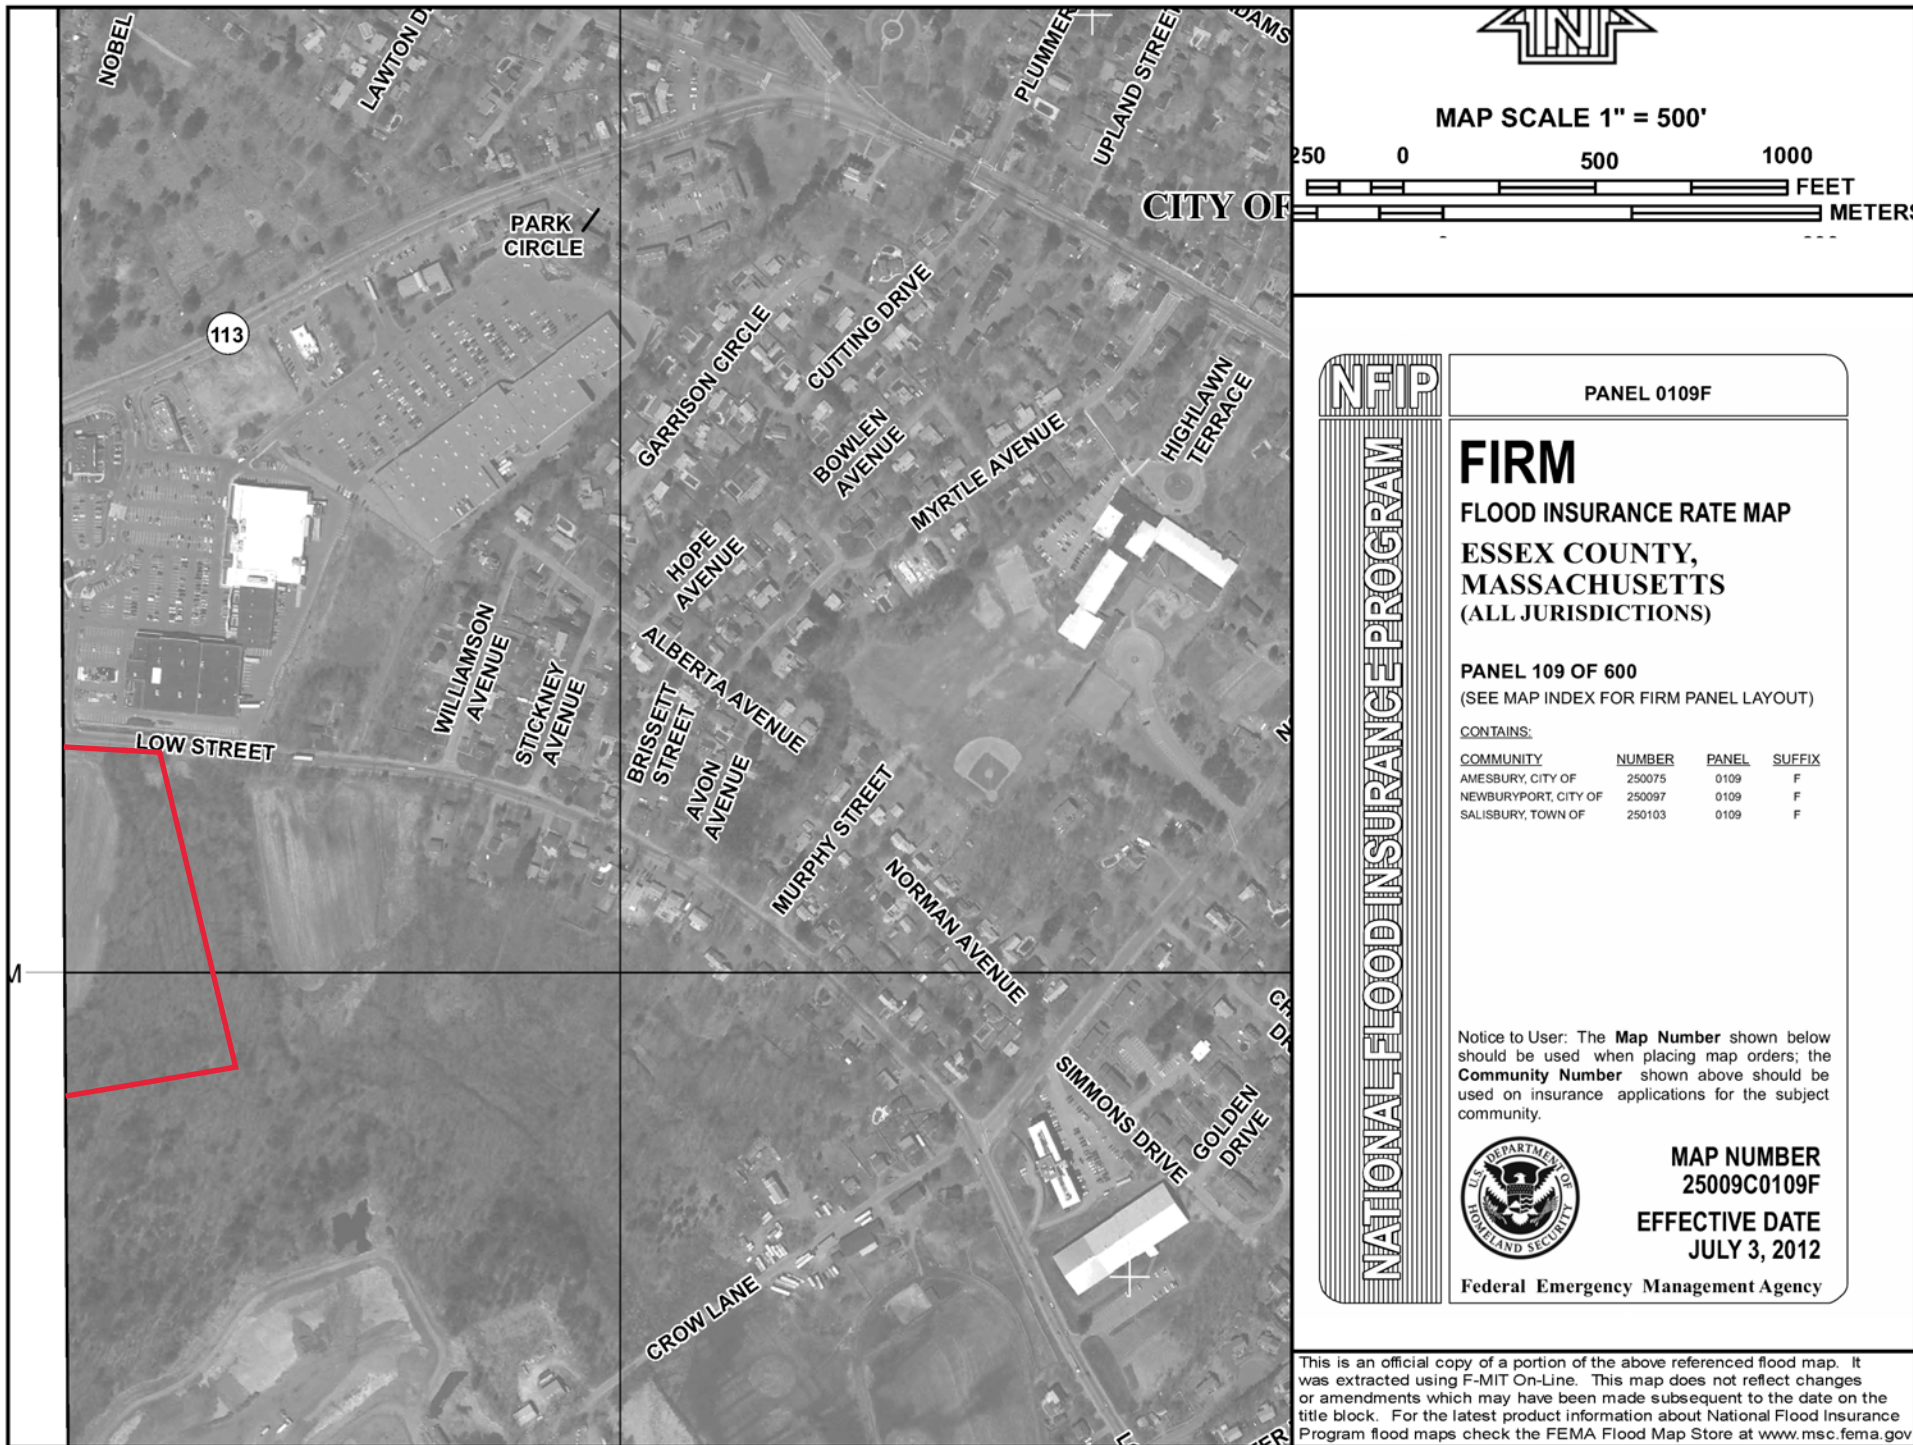 NOBEL
LAWTON D
PLUMMER
UPLAND STREET
ADAMS
CITY OF
PARK
CIRCLE
113
GARRISON CIRCLE
CUTTING DRIVE
BOWLEN
AVENUE
MYRTLE AVENUE
HIGHLAWN
TERRACE
HOPE
AVENUE
ALBERTA AVENUE
WILLIAMSON
AVENUE
STICKNEY
AVENUE
BRISSETT
STREET
AVON
AVENUE
LOW STREET
MURPHY STREET
NORMAN AVENUE
M
SIMMONS DRIVE
GOLDEN
DRIVE
CROW LANE
N
MAP SCALE 1" = 500'
250 0 500 1000
FEET
METERS
NFIP
NATIONAL FLOOD INSURANCE PROGRAM
PANEL 0109F
FIRM
FLOOD INSURANCE RATE MAP
ESSEX COUNTY,
MASSACHUSETTS
(ALL JURISDICTIONS)
PANEL 109 OF 600
(SEE MAP INDEX FOR FIRM PANEL LAYOUT)
CONTAINS:
COMMUNITY NUMBER PANEL SUFFIX
AMESBURY, CITY OF 250075 0109 F
NEWBURYPORT, CITY OF 250097 0109 F
SALISBURY, TOWN OF 250103 0109 F
Notice to User: The Map Number shown below
should be used when placing map orders; the
Community Number shown above should be
used on insurance applications for the subject
community.
U.S. DEPARTMENT OF
HOMELAND SECURITY
MAP NUMBER
25009C0109F
EFFECTIVE DATE
JULY 3, 2012
Federal Emergency Management Agency
This is an official copy of a portion of the above referenced flood map. It
was extracted using F-MIT On-Line. This map does not reflect changes
or amendments which may have been made subsequent to the date on the
title block. For the latest product information about National Flood Insurance
Program flood maps check the FEMA Flood Map Store at www.msc.fema.gov